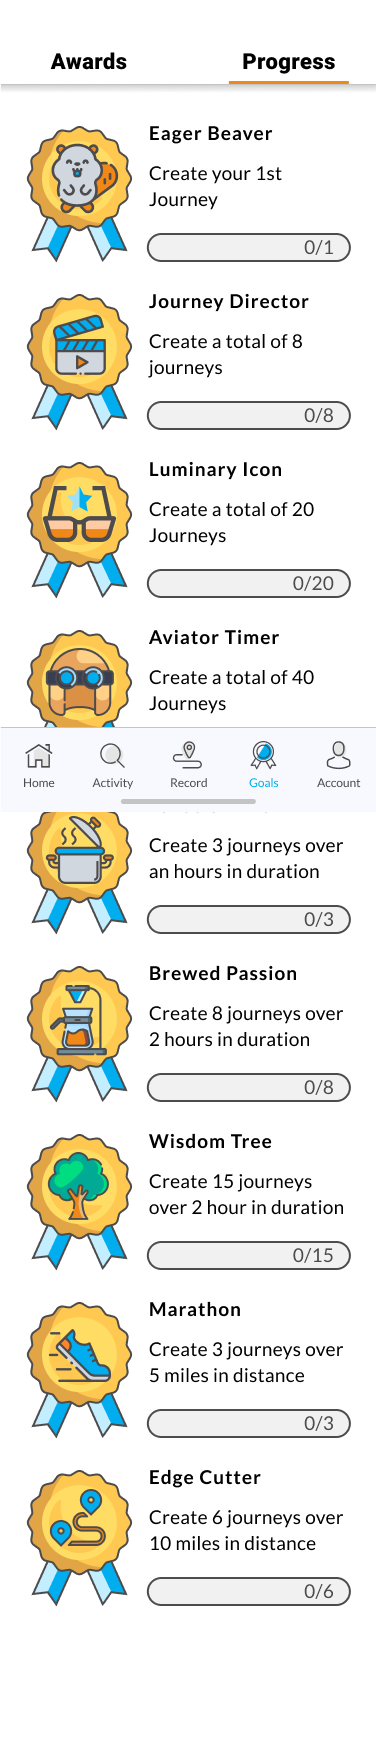 Awards
Progress
Eager Beaver
Create your 1st
Journey
0/1
Journey Director
Create a total of 8
journeys
0/8
Luminary Icon
Create a total of 20
Journeys
0/20
Aviator Timer
Create a total of 40
Journeys
Home
Activity
Record
Goals
Account
Create 3 journeys over
an hours in duration
0/3
Brewed Passion
Create 8 journeys over
2 hours in duration
0/8
Wisdom Tree
Create 15 journeys
over 2 hour in duration
0/15
Marathon
Create 3 journeys over
5 miles in distance
0/3
Edge Cutter
Create 6 journeys over
10 miles in distance
0/6